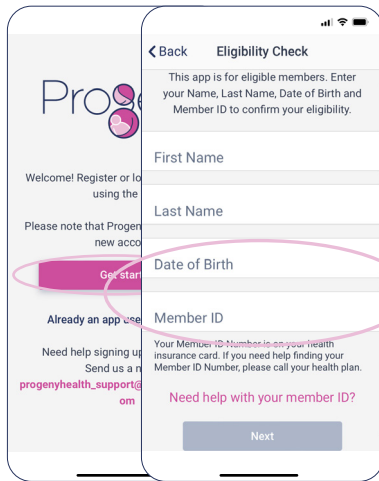 Proge
Welcome! Register or lo
using the
Please note that Progen
new acco
Get start
Already an app use
Need help signing up
Send us a n
progenyhealth_support@
om
Back
Eligibility Check
This app is for eligible members. Enter
your Name, Last Name, Date of Birth and
Member ID to confirm your eligibility.
First Name
Last Name
Date of Birth
Member ID
Your Member ID Number is on your health
insurance card. If you need help finding your
Member ID Number, please call your health plan.
Need help with your member ID?
Next